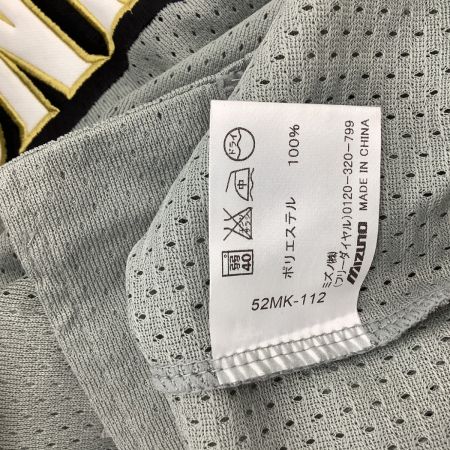 ドライ
中
弱
40
ポリエステル 100%
ミズノ(株)
(フリーダイヤル)0120-320-799
mizuno MADE IN CHINA
52MK-112